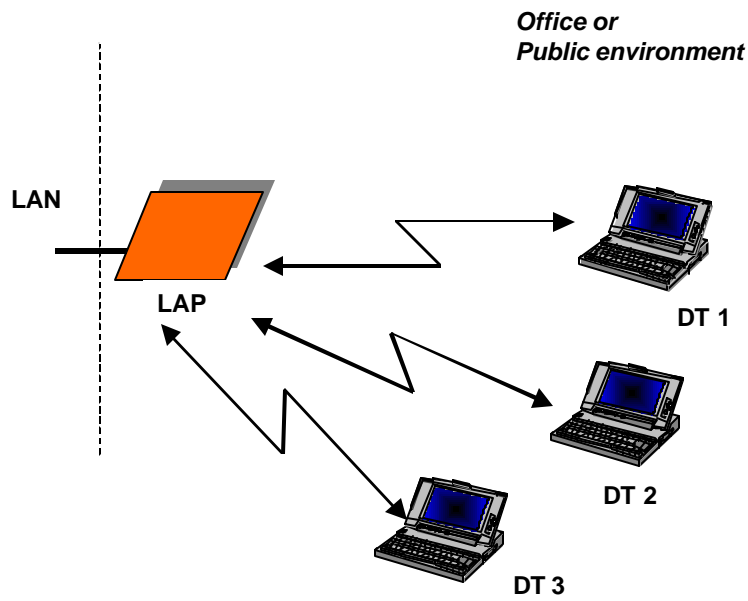 Office or
Public environment
LAN
LAP
DT 1
DT 2
DT 3